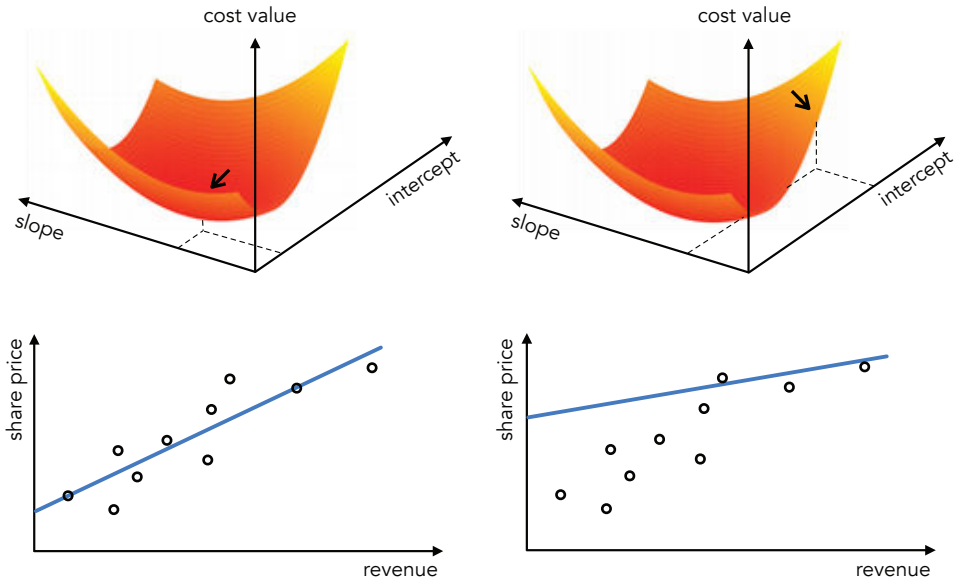 cost value
intercept
slope
cost value
intercept
slope
share price
revenue
share price
revenue